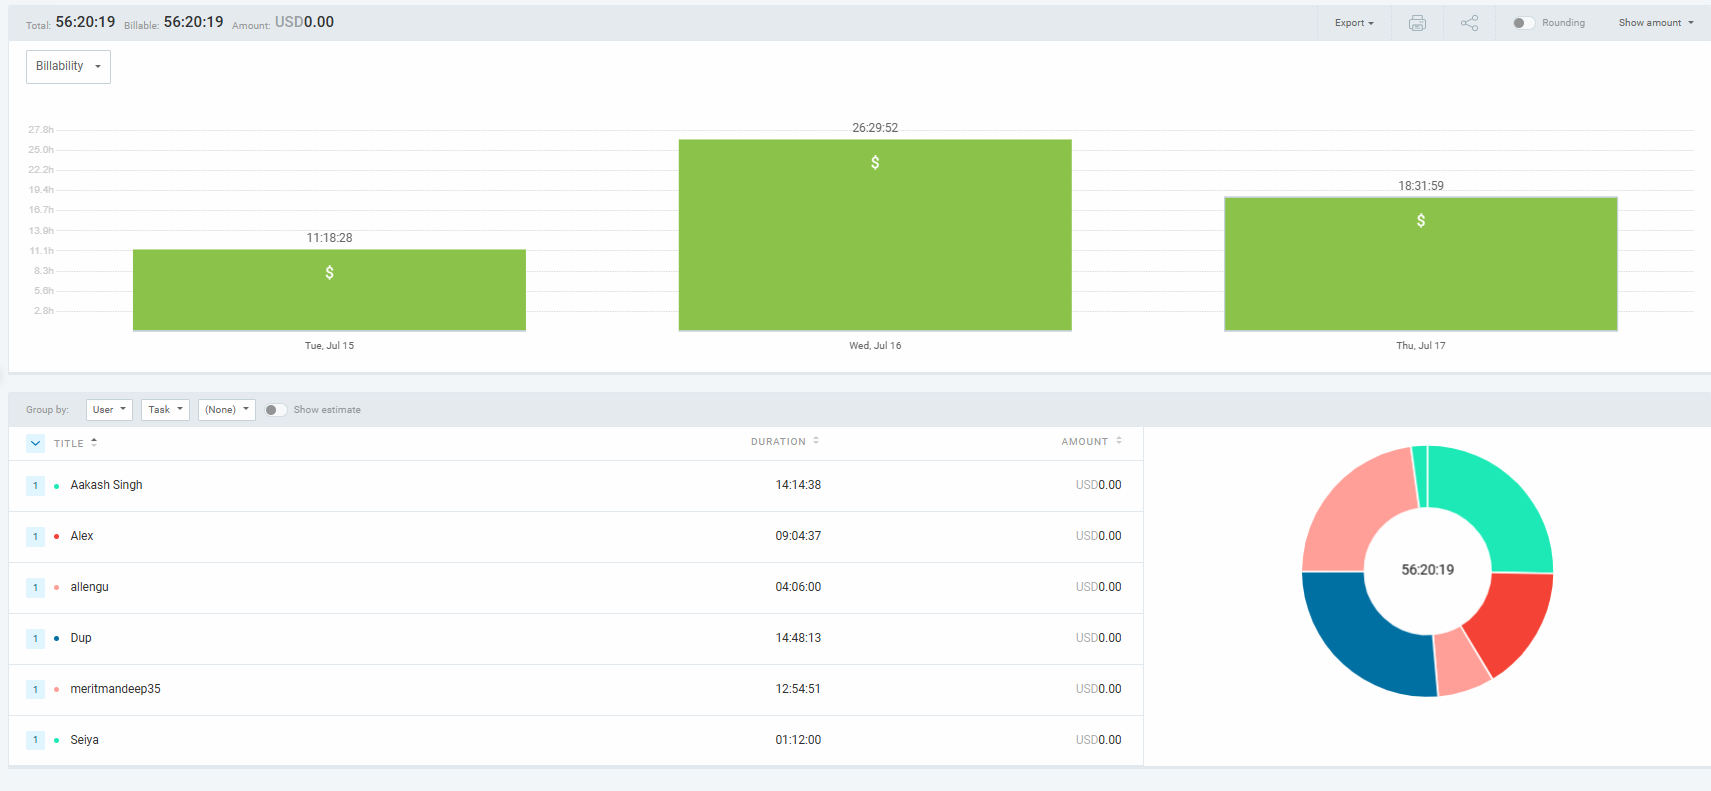 Total: 56:20:19 Billable: 56:20:19 Amount: USD0.00 Export Rounding Show amount
Billability
27.8h
25.0h
22.2h
19.4h
16.7h
13.9h
11.1h
8.3h
5.6h
2.8h
11:18:28
$
26:29:52
$
18:31:59
$
Tue, Jul 15 Wed, Jul 16 Thu, Jul 17
Group by: User Task (None) Show estimate
TITLE DURATION AMOUNT
1 Aakash Singh 14:14:38 USD0.00
1 Alex 09:04:37 USD0.00
1 allengu 04:06:00 USD0.00
1 Dup 14:48:13 USD0.00
1 meritmandeep35 12:54:51 USD0.00
1 Seiya 01:12:00 USD0.00
56:20:19